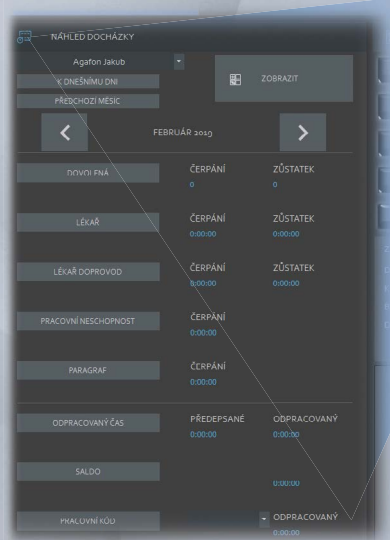 NÁHLED DOCHÁZKY
Agafon Jakub
K DNEŠNÍMU DNI
ZOBRAZIT
PŘEDCHOZÍ MĚSÍC
FEBRUÁR 2019
DOVOLENÁ ČERPÁNÍ ZŮSTATEK
0 0
LÉKAŘ ČERPÁNÍ ZŮSTATEK
0:00:00 0:00:00
LÉKAŘ DOPROVOD ČERPÁNÍ ZŮSTATEK
0:00:00 0:00:00
PRACOVNÍ NESCHOPNOST ČERPÁNÍ
0:00:00
PARAGRAF ČERPÁNÍ
0:00:00
ODPRACOVANÝ ČAS PŘEDEPSANÉ ODPRACOVANÝ
0:00:00 0:00:00
SALDO
0:00:00
PRACOVNÍ KÓD ODPRACOVANÝ
0:00:00